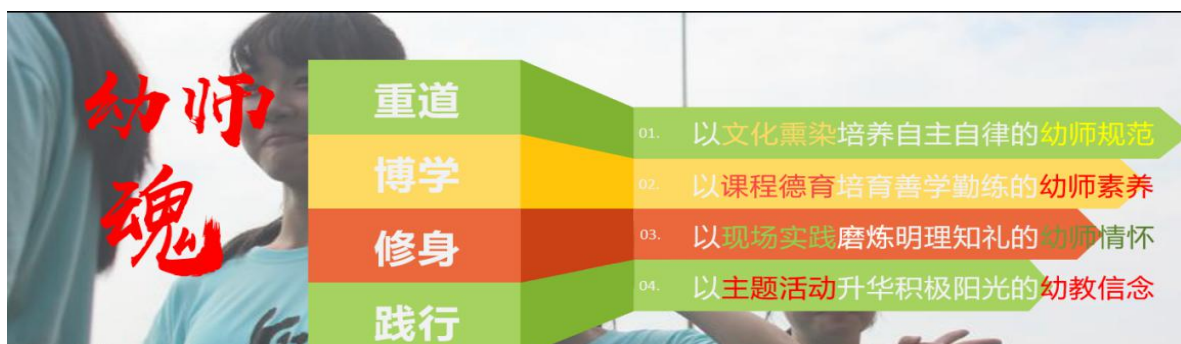 幼师
魂
重道
博学
修身
践行
01. 以文化熏染培养自主自律的幼师规范
02. 以课程德育培育善学勤练的幼师素养
03. 以现场实践磨炼明理知礼的幼师情怀
04. 以主题活动升华积极阳光的幼教信念